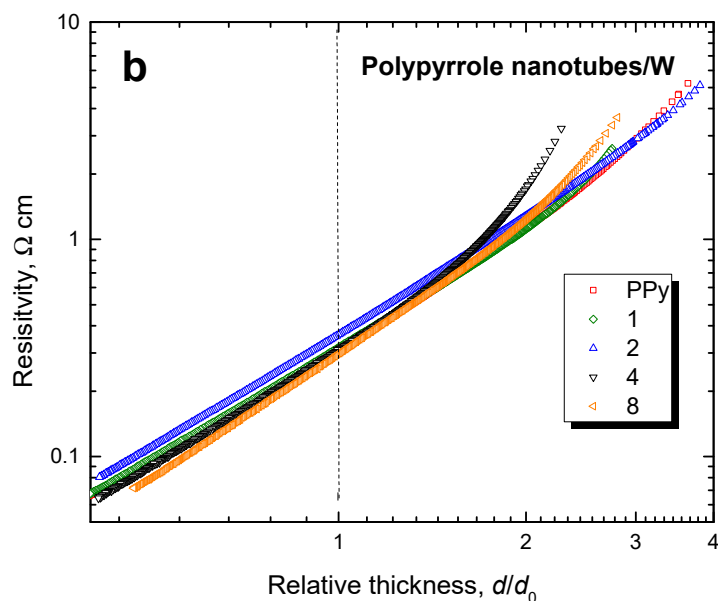 10
b
Polypyrrole nanotubes/W
1
0.1
Resisitvity, Ω cm
PPy
1
2
4
8
1
2
3
4
Relative thickness, d/d₀